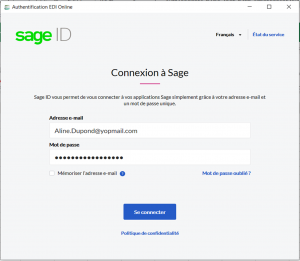 Authentification EDI Online
sage ID
Français
État du service
Connexion à Sage
Sage ID vous permet de vous connecter à vos applications Sage simplement grâce à votre adresse e-mail et
un mot de passe unique.
Adresse e-mail
Aline.Dupond@yopmail.com
Mot de passe
•••••••••••••••••
Mémoriser l'adresse e-mail ?
Mot de passe oublié ?
Se connecter
Politique de confidentialité